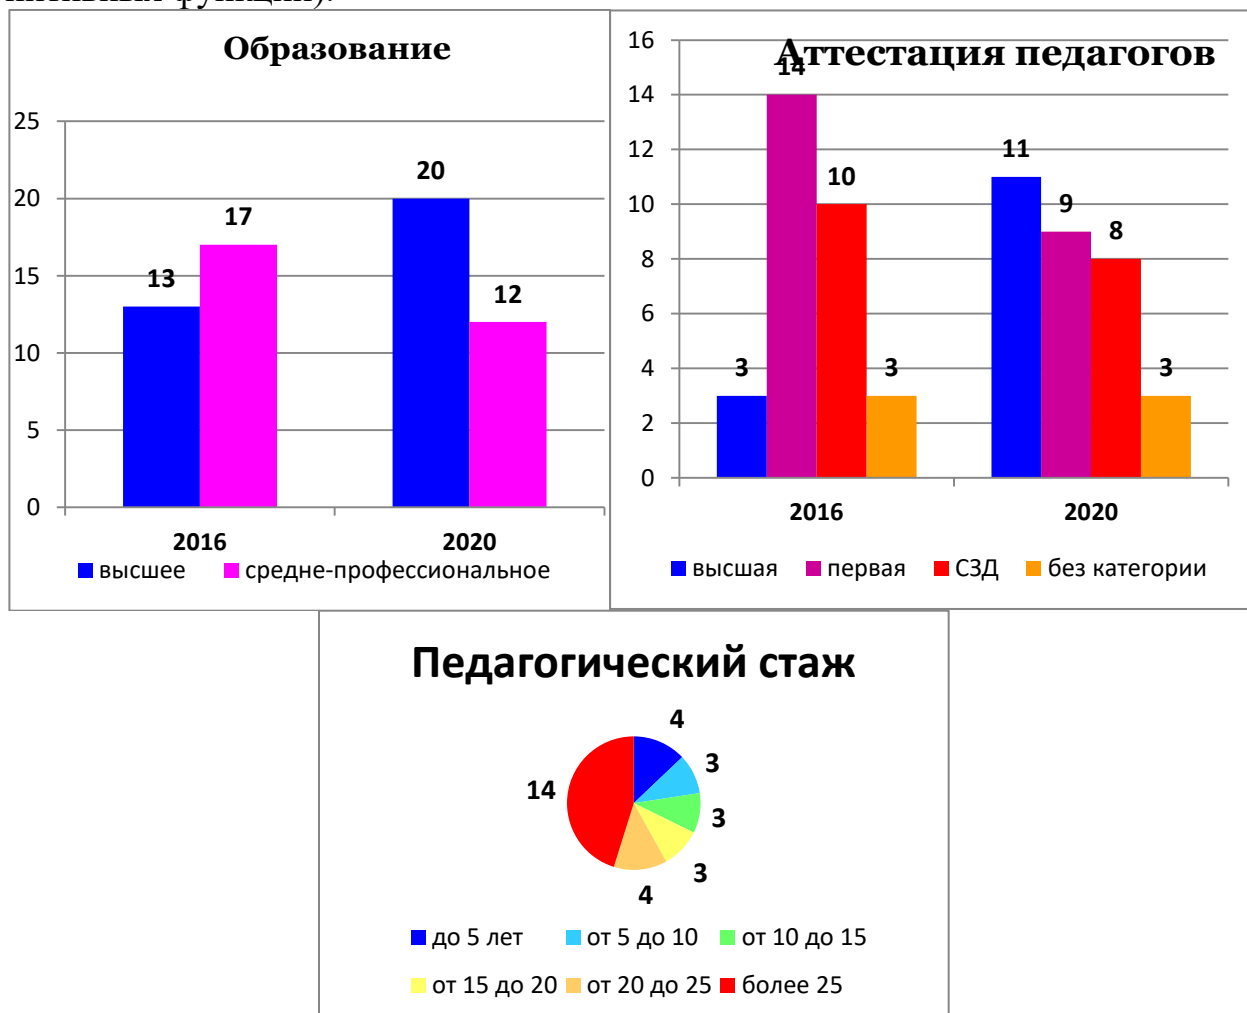 Образование
25
20
15
10
5
0
13
17
20
12
2016
2020
высшее
средне-профессиональное
Аттестация педагогов
16
14
12
10
8
6
4
2
0
3
14
10
3
11
9
8
3
2016
2020
высшая
первая
СЗД
без категории
Педагогический стаж
4
3
3
3
4
14
до 5 лет
от 5 до 10
от 10 до 15
от 15 до 20
от 20 до 25
более 25